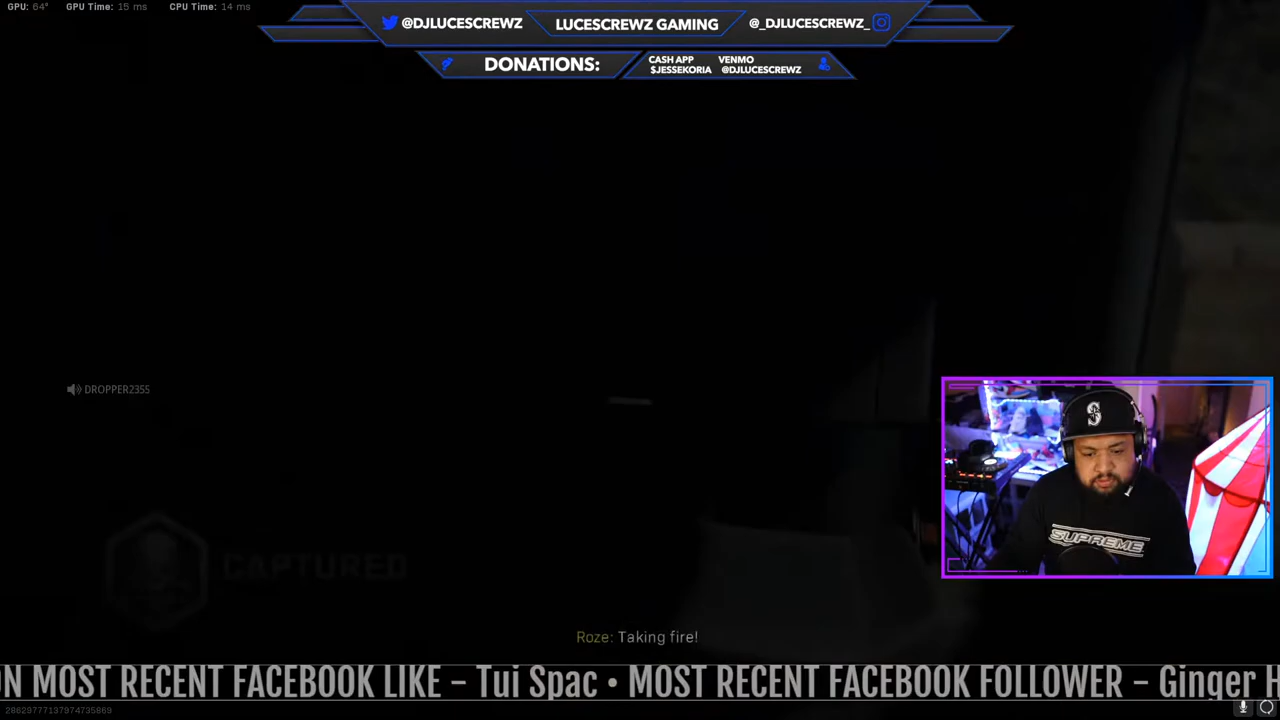 GPU: 64° GPU Time: 15 ms CPU Time: 14 ms
@DJLUCESCREWZ
LUCESCREWZ GAMING
@_DJLUCESCREWZ_
DONATIONS:
CASH APP
$JESSEKORIA
VENMO
@DJLUCESCREWZ
DROPPER2355
S
SUPREME
CAPTURED
Roze: Taking fire!
ON MOST RECENT FACEBOOK LIKE – Tui Spac • MOST RECENT FACEBOOK FOLLOWER – Ginger H